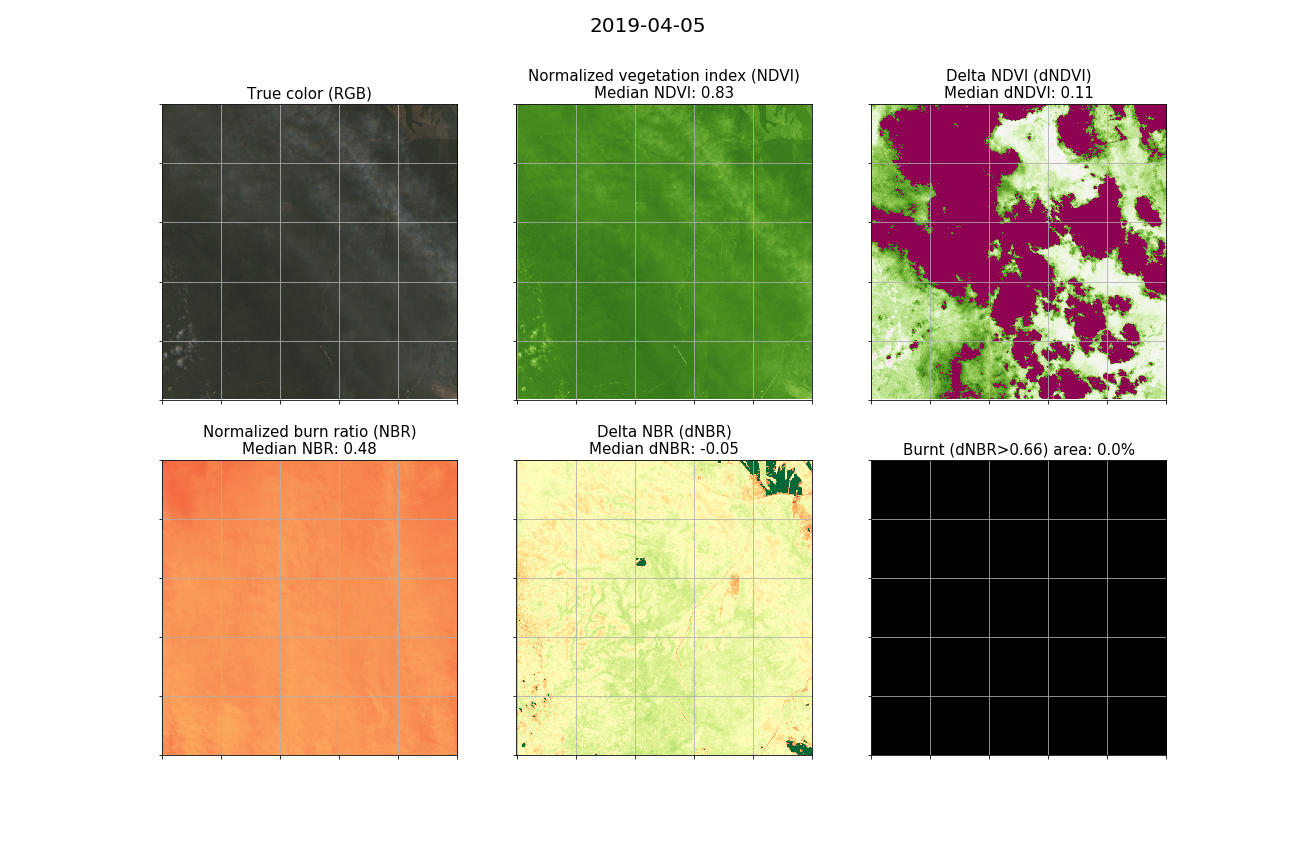 2019-04-05
True color (RGB)
Normalized vegetation index (NDVI)
Median NDVI: 0.83
Delta NDVI (dNDVI)
Median dNDVI: 0.11
Normalized burn ratio (NBR)
Median NBR: 0.48
Delta NBR (dNBR)
Median dNBR: -0.05
Burnt (dNBR>0.66) area: 0.0%